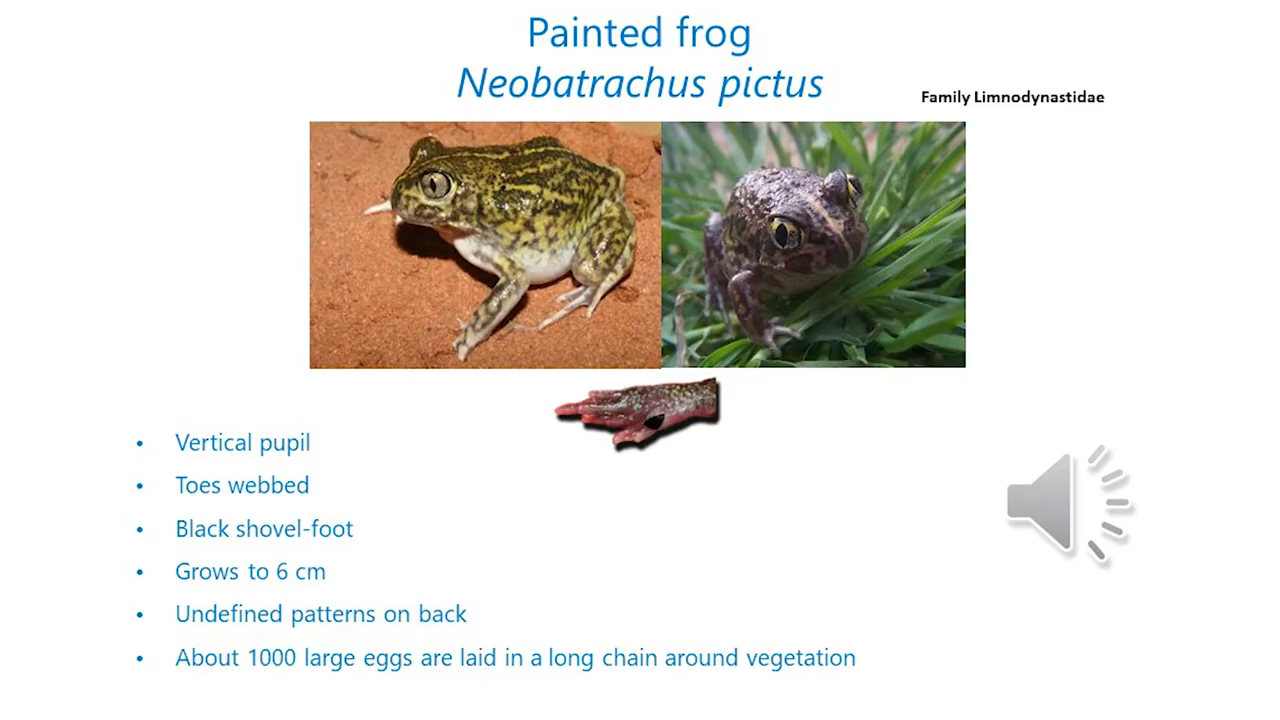 Painted frog
Neobatrachus pictus
Family Limnodynastidae
• Vertical pupil
• Toes webbed
• Black shovel-foot
• Grows to 6 cm
• Undefined patterns on back
• About 1000 large eggs are laid in a long chain around vegetation